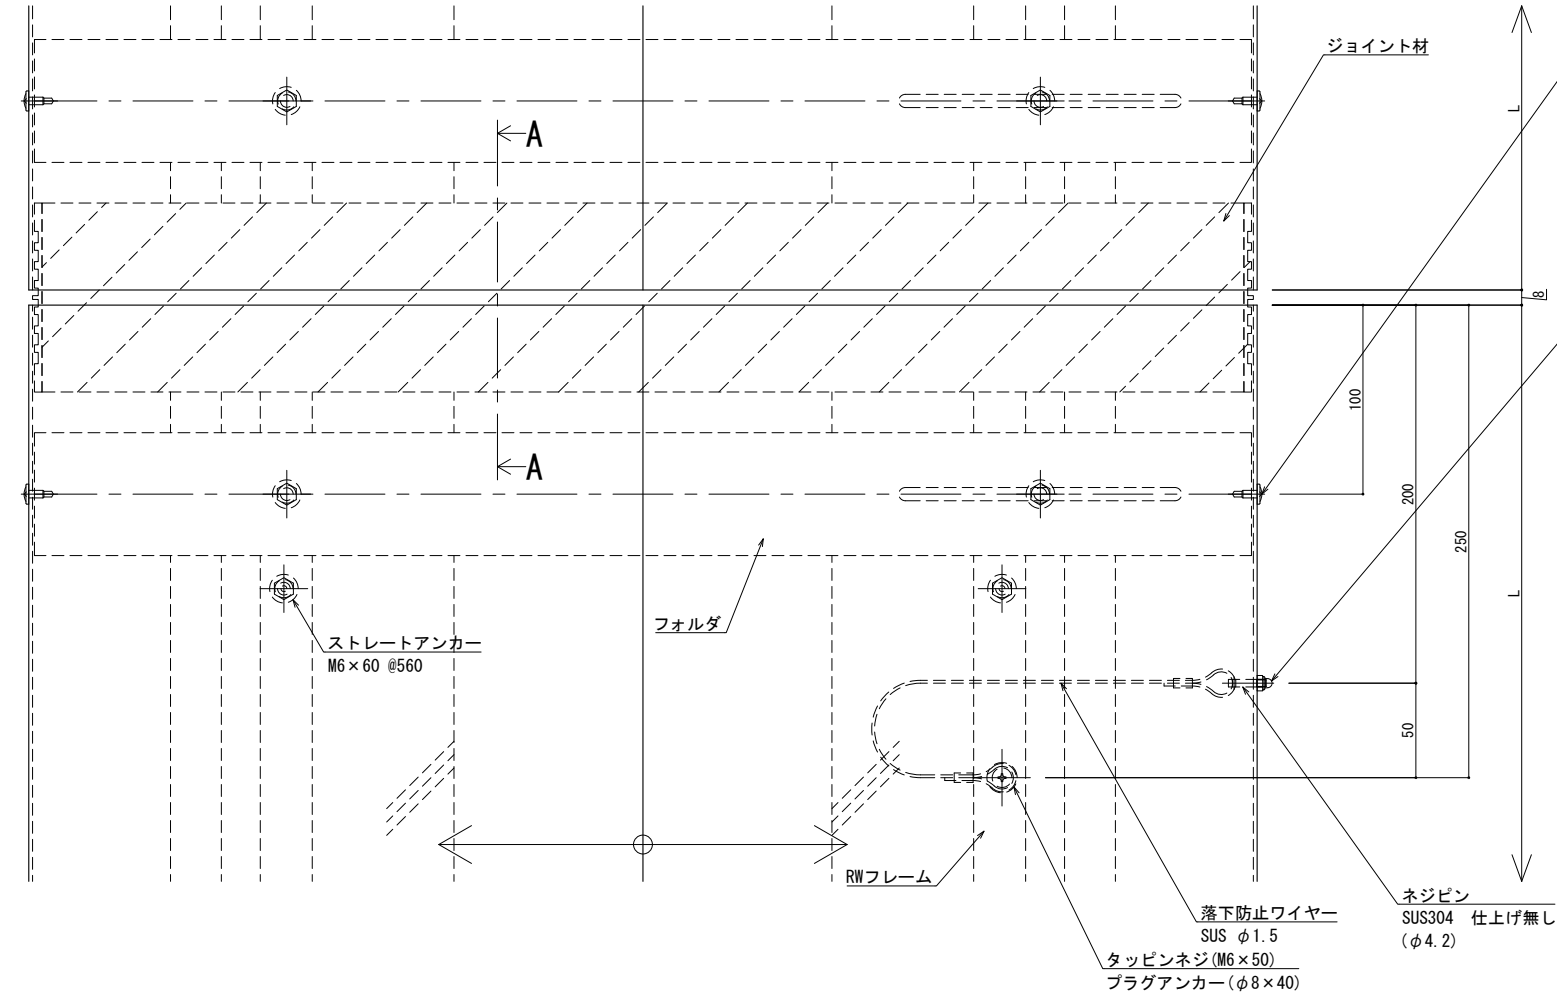 ジョイント材
L
A
8
100
A
200
250
L
フォルダ
ストレートアンカー
M6×60 @560
50
RWフレーム
ネジピン
SUS304 仕上げ無し
(φ4.2)
落下防止ワイヤー
SUS φ1.5
タッピンネジ(M6×50)
プラグアンカー(φ8×40)